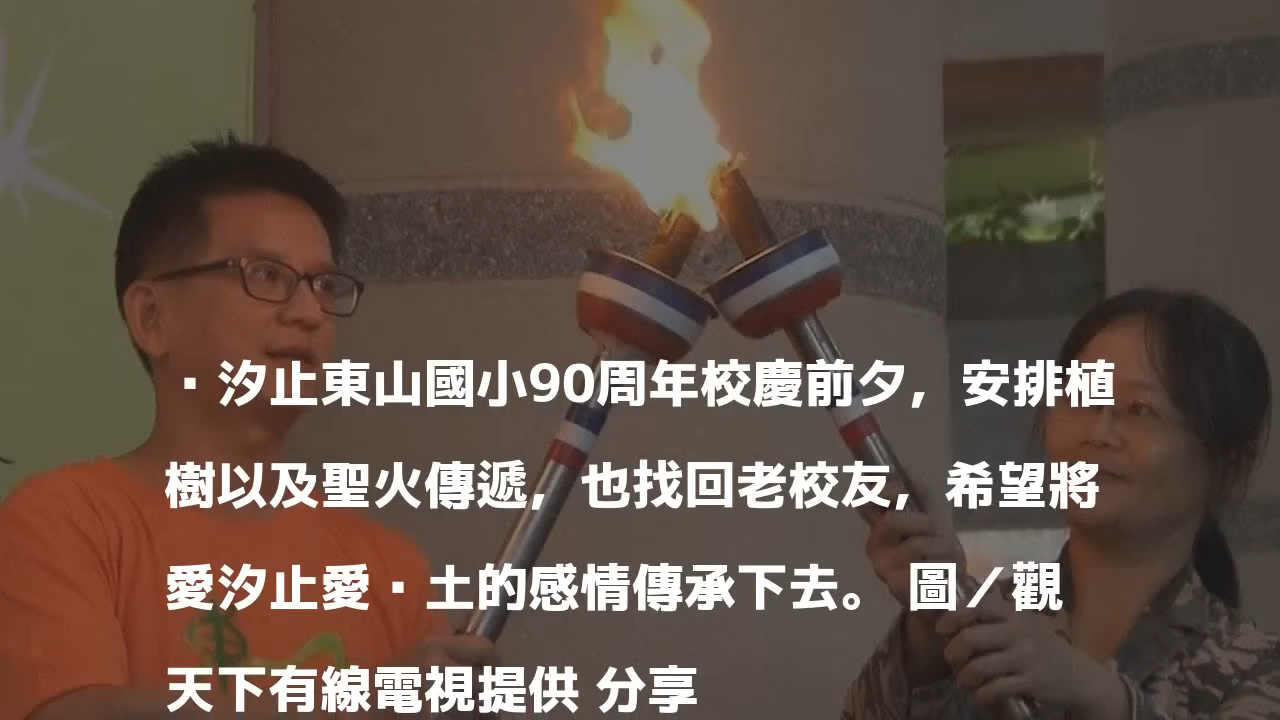 ▪汐止東山國小90周年校慶前夕，安排植
樹以及聖火傳遞，也找回老校友，希望將
愛汐止愛▪土的感情傳承下去。 圖／觀
天下有線電視提供 分享